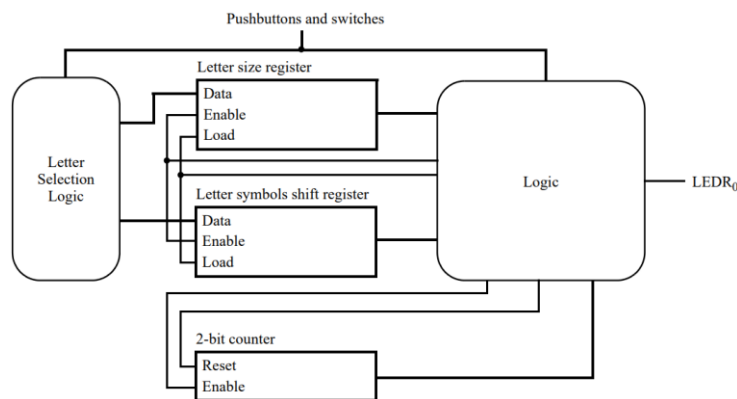 Pushbuttons and switches
Letter size register
Data
Enable
Load
Letter
Selection
Logic
Logic
LEDR₀
Letter symbols shift register
Data
Enable
Load
2-bit counter
Reset
Enable